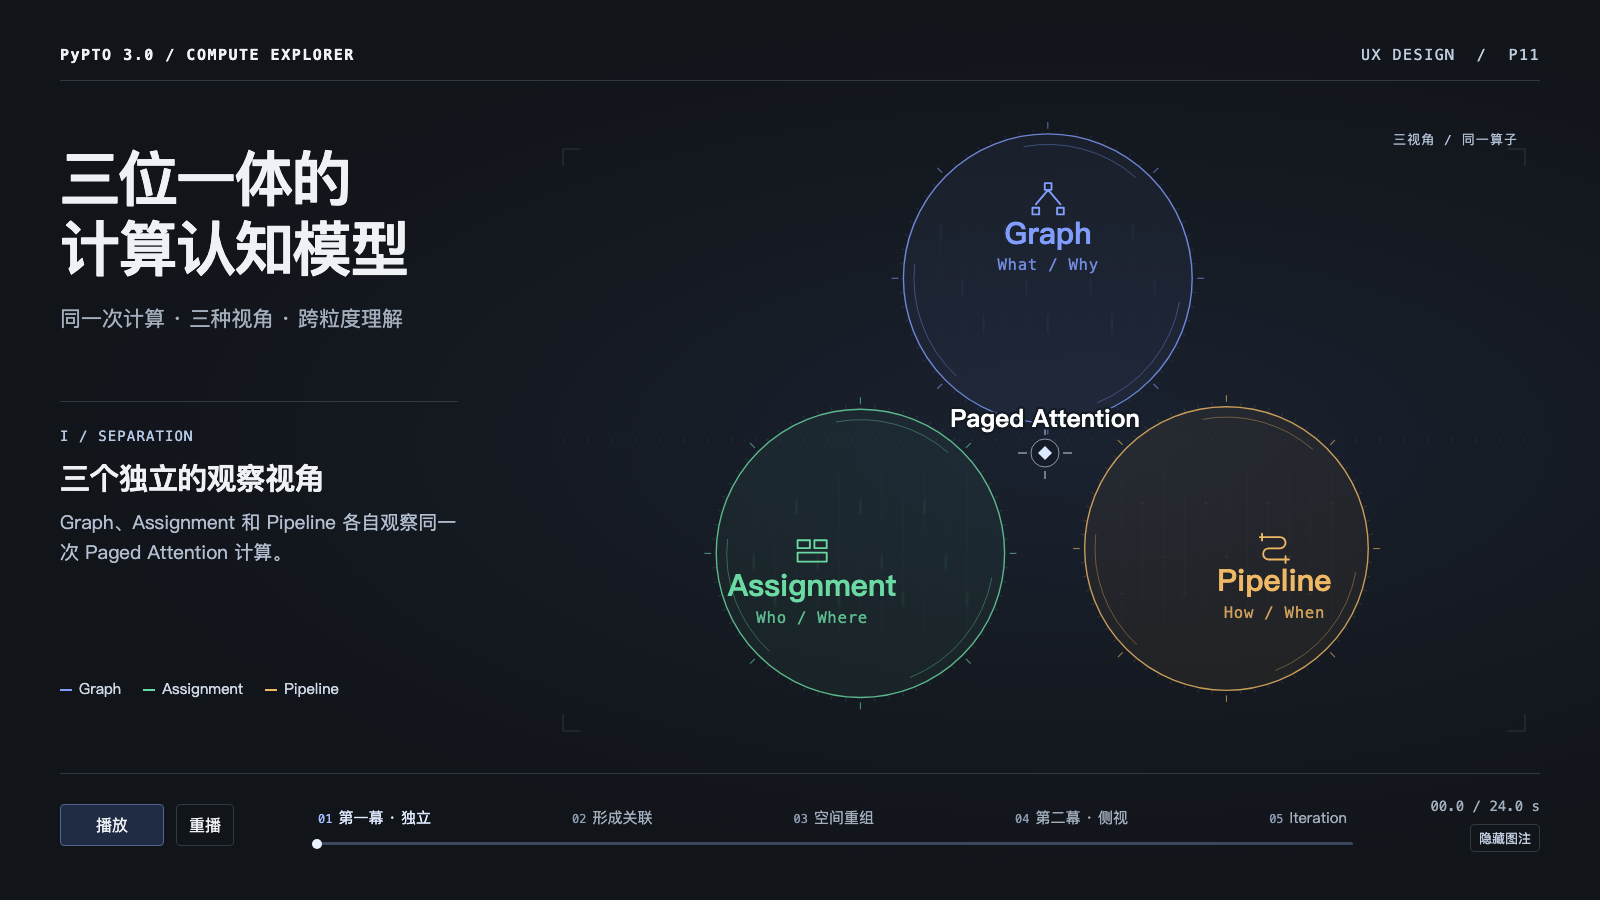 PyPTO 3.0 / COMPUTE EXPLORER
UX DESIGN / P11
三位一体的
计算认知模型
同一次计算 · 三种视角 · 跨粒度理解
I / SEPARATION
三个独立的观察视角
Graph、Assignment 和 Pipeline 各自观察同一
次 Paged Attention 计算。
Graph Assignment Pipeline
三视角 / 同一算子
Graph
What / Why
Paged Attention
Assignment
Who / Where
Pipeline
How / When
播放 重播
01 第一幕 · 独立
02 形成关联
03 空间重组
04 第二幕 · 侧视
05 Iteration
00.0 / 24.0 s
隐藏图注